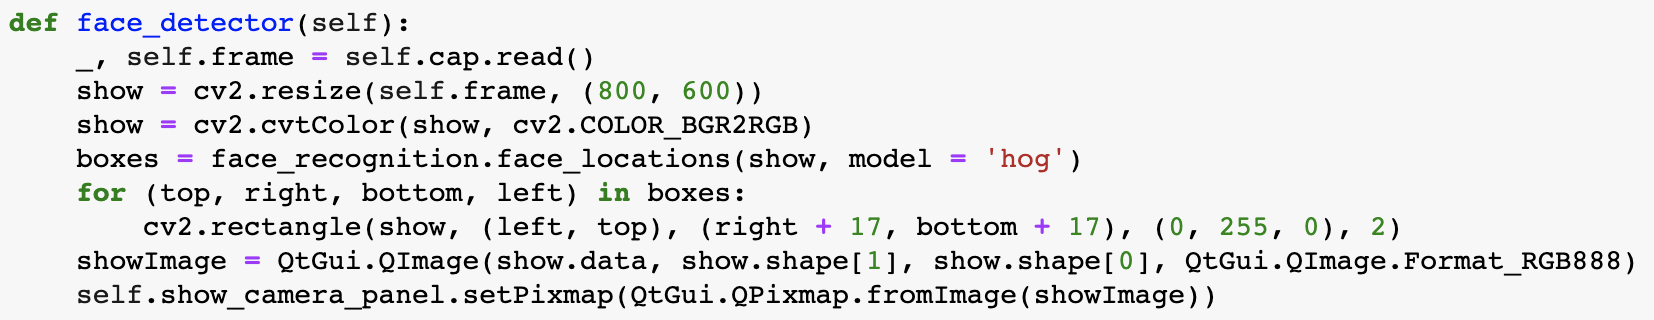 def face_detector(self):
    _, self.frame = self.cap.read()
    show = cv2.resize(self.frame, (800, 600))
    show = cv2.cvtColor(show, cv2.COLOR_BGR2RGB)
    boxes = face_recognition.face_locations(show, model = 'hog')
    for (top, right, bottom, left) in boxes:
        cv2.rectangle(show, (left, top), (right + 17, bottom + 17), (0, 255, 0), 2)
    showImage = QtGui.QImage(show.data, show.shape[1], show.shape[0], QtGui.QImage.Format_RGB888)
    self.show_camera_panel.setPixmap(QtGui.QPixmap.fromImage(showImage))